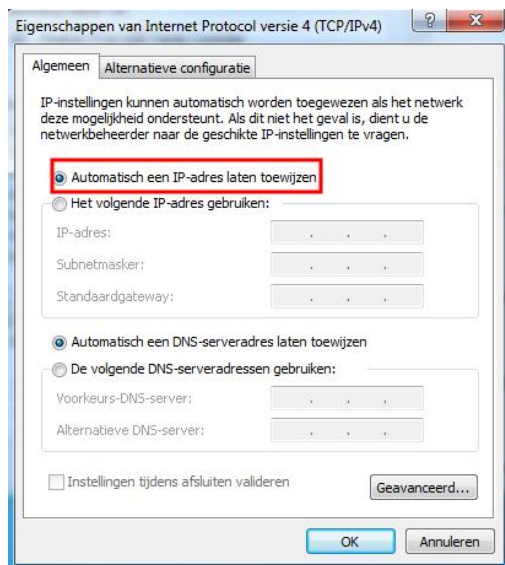 Eigenschappen van Internet Protocol versie 4 (TCP/IPv4)
Algemeen
Alternatieve configuratie
IP-instellingen kunnen automatisch worden toegewezen als het netwerk
deze mogelijkheid ondersteunt. Als dit niet het geval is, dient u de
netwerkbeheerder naar de geschikte IP-instellingen te vragen.
Automatisch een IP-adres laten toewijzen
Het volgende IP-adres gebruiken:
IP-adres:
Subnetmasker:
Standaardgateway:
Automatisch een DNS-serveradres laten toewijzen
De volgende DNS-serveradressen gebruiken:
Voorkeurs-DNS-server:
Alternatieve DNS-server:
Instellingen tijdens afsluiten valideren
Geavanceerd...
OK
Annuleren